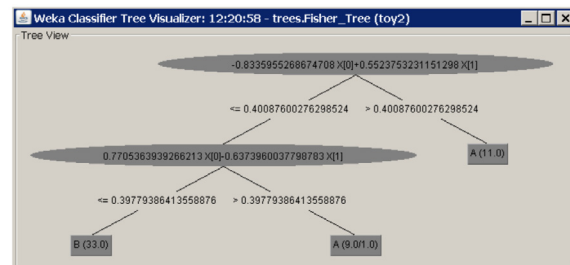 Weka Classifier Tree Visualizer: 12:20:58 - trees.Fisher_Tree (toy2)
Tree View
-0.8335955268674708 X[0]+0.5523753231151298 X[1]
<= 0.40087600276298524 > 0.40087600276298524
0.7705363939266213 X[0]-0.6373960037798783 X[1]
A (11.0)
<= 0.39779386413558876 > 0.39779386413558876
B (33.0) A (9.0/1.0)